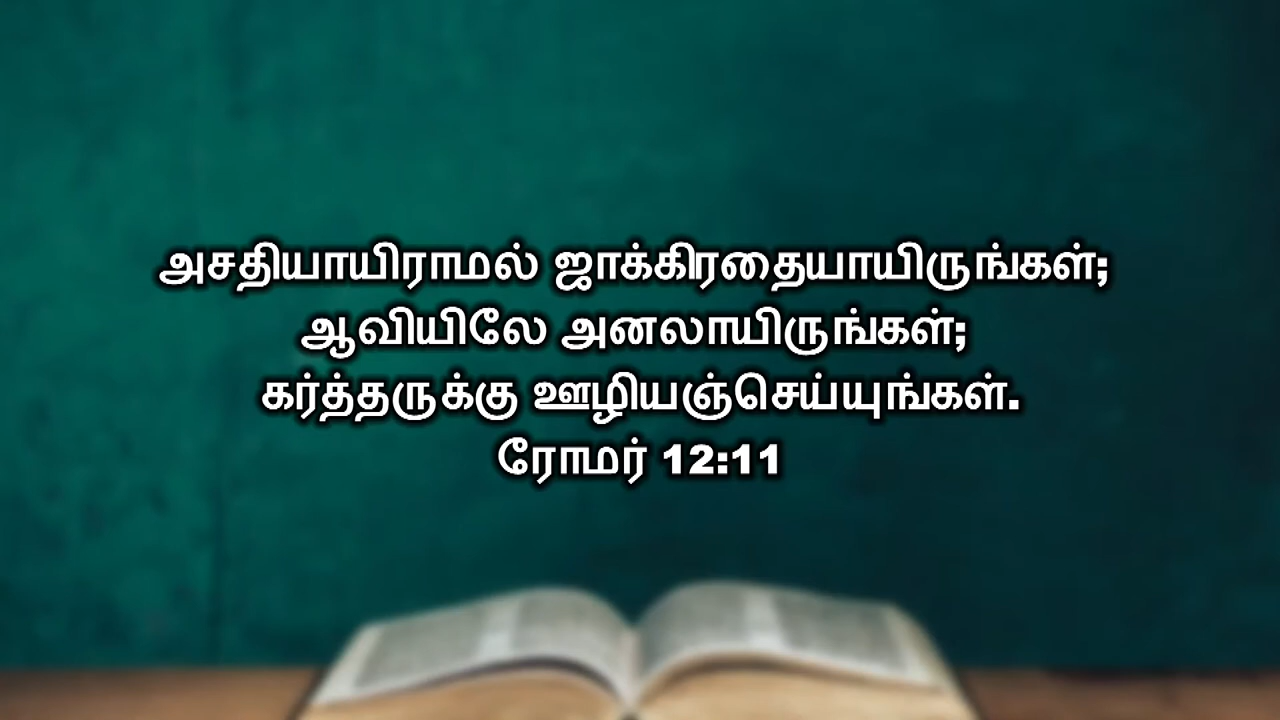 அசதியாயிராமல் ஜாக்கிரதையாயிருங்கள்;
ஆவியிலே அனலாயிருங்கள்;
கர்த்தருக்கு ஊழியஞ்செய்யுங்கள்.
ரோமர் 12:11